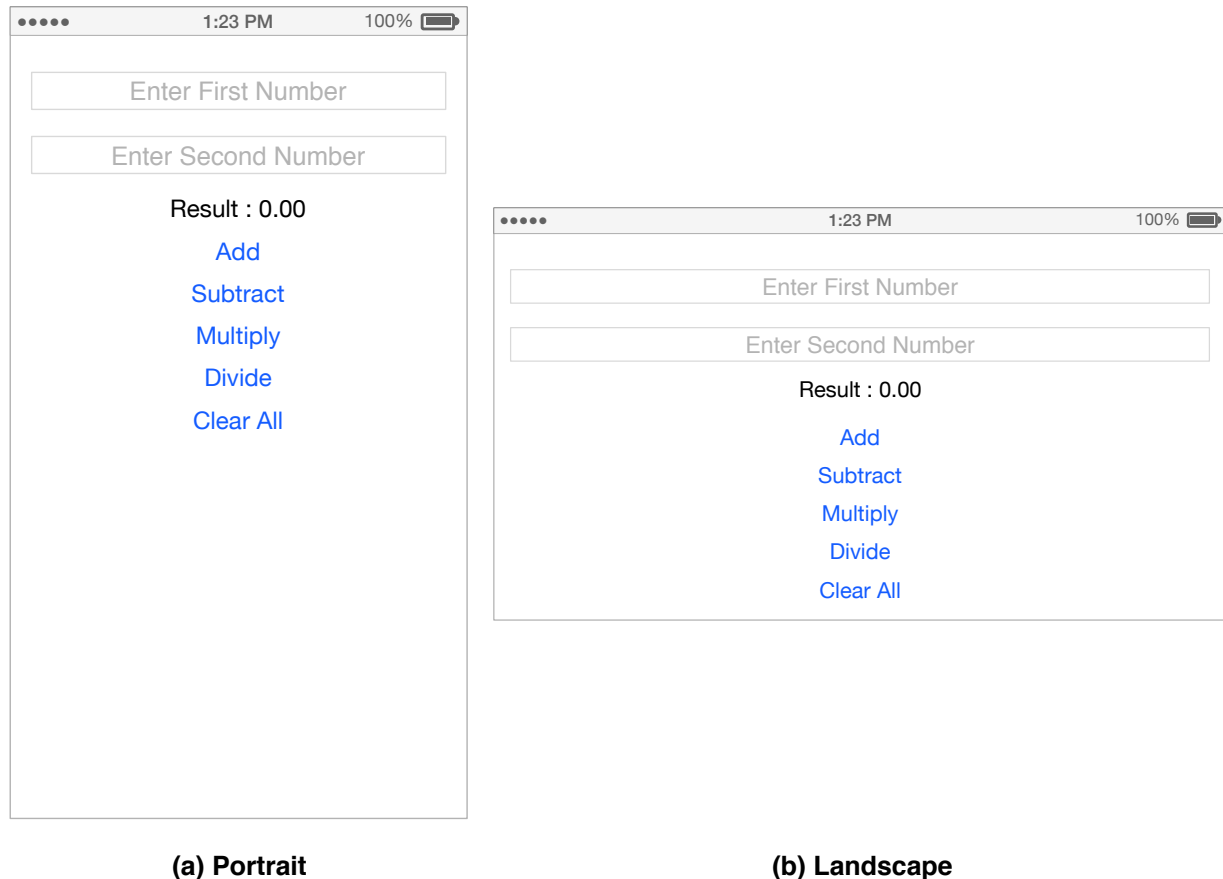 1:23 PM 100%
Enter First Number
Enter Second Number
Result : 0.00
Add
Subtract
Multiply
Divide
Clear All
(a) Portrait
1:23 PM 100%
Enter First Number
Enter Second Number
Result : 0.00
Add
Subtract
Multiply
Divide
Clear All
(b) Landscape